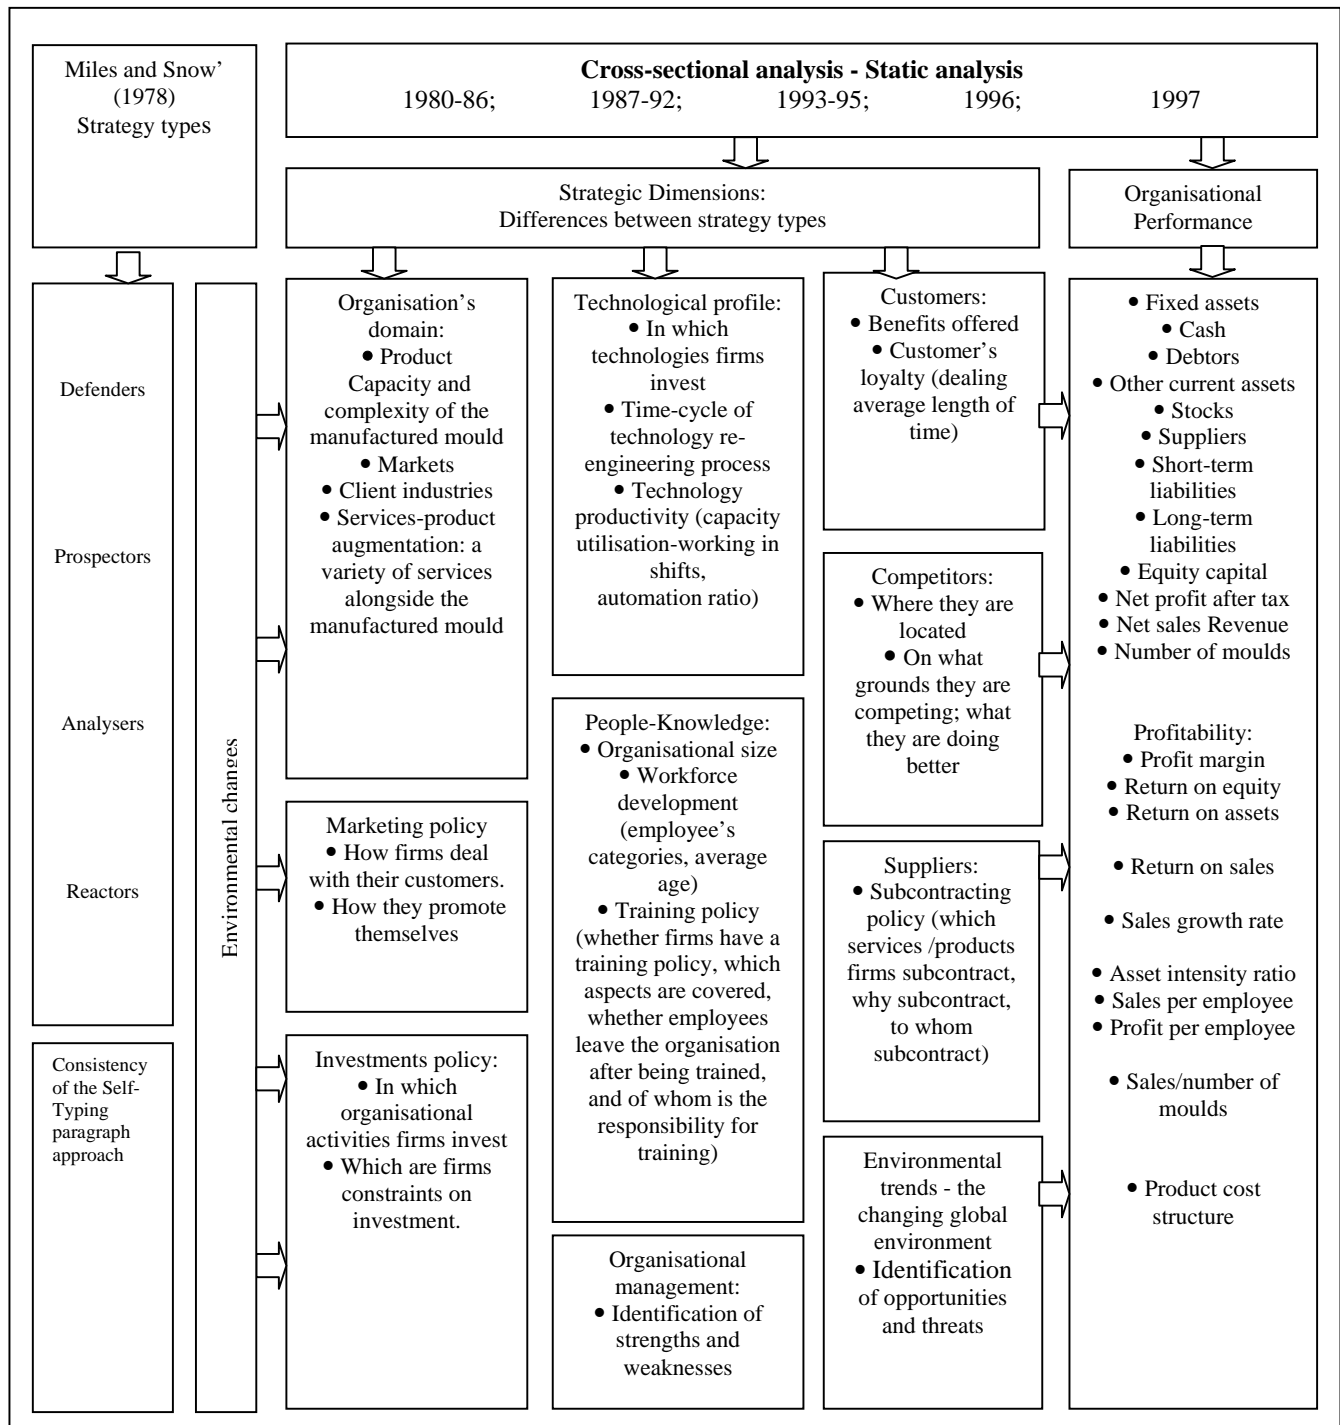 Miles and Snow'
(1978)
Strategy types
Cross-sectional analysis - Static analysis
1980-86; 1987-92; 1993-95; 1996; 1997
Strategic Dimensions:
Differences between strategy types
Organisational
Performance
Defenders
Prospectors
Analysers
Reactors
Consistency
of the Self-
Typing
paragraph
approach
Environmental changes
Organisation's
domain:
• Product
Capacity and
complexity of the
manufactured mould
• Markets
• Client industries
• Services-product
augmentation: a
variety of services
alongside the
manufactured mould
Marketing policy
• How firms deal
with their customers.
• How they promote
themselves
Investments policy:
• In which
organisational
activities firms invest
• Which are firms
constraints on
investment.
Technological profile:
• In which
technologies firms
invest
• Time-cycle of
technology re-
engineering process
• Technology
productivity (capacity
utilisation-working in
shifts,
automation ratio)
People-Knowledge:
• Organisational size
• Workforce
development
(employee's
categories, average
age)
• Training policy
(whether firms have a
training policy, which
aspects are covered,
whether employees
leave the organisation
after being trained,
and of whom is the
responsibility for
training)
Organisational
management:
• Identification of
strengths and
weaknesses
Customers:
• Benefits offered
• Customer's
loyalty (dealing
average length of
time)
Competitors:
• Where they are
located
• On what
grounds they are
competing; what
they are doing
better
Suppliers:
• Subcontracting
policy (which
services /products
firms subcontract,
why subcontract,
to whom
subcontract)
Environmental
trends - the
changing global
environment
• Identification
of opportunities
and threats
• Fixed assets
• Cash
• Debtors
• Other current assets
• Stocks
• Suppliers
• Short-term
liabilities
• Long-term
liabilities
• Equity capital
• Net profit after tax
• Net sales Revenue
• Number of moulds
Profitability:
• Profit margin
• Return on equity
• Return on assets
• Return on sales
• Sales growth rate
• Asset intensity ratio
• Sales per employee
• Profit per employee
• Sales/number of
moulds
• Product cost
structure